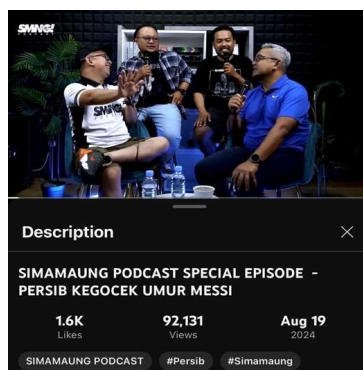 SMNG!
SMNG!
Description
SIMAMAUNG PODCAST SPECIAL EPISODE -
PERSIB KEGOCEK UMUR MESSI
1.6K
Likes
92,131
Views
Aug 19
2024
SIMAMAUNG PODCAST
#Persib
#Simamaung